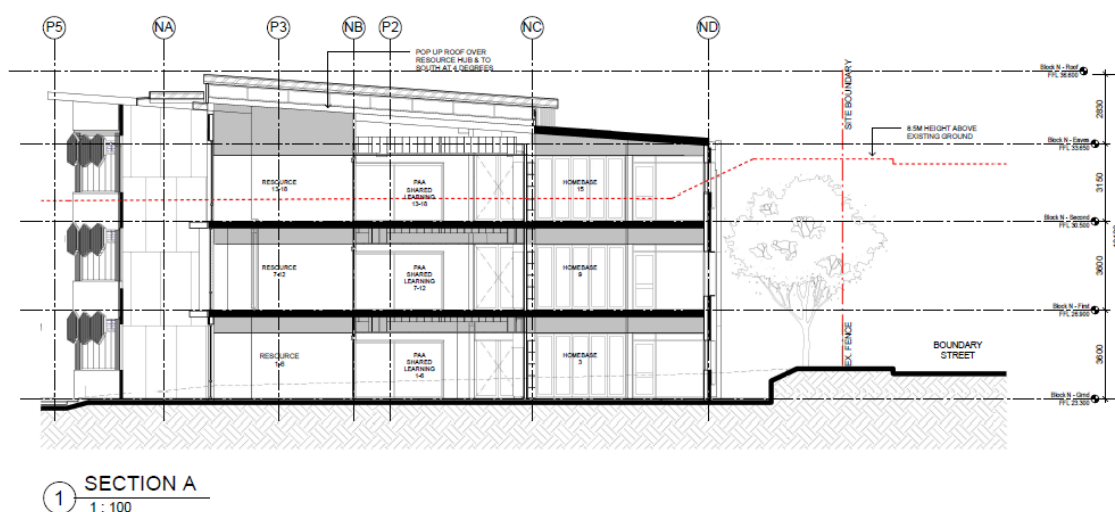 P5
NA
P3
NB
P2
NC
ND
POP UP ROOF OVER
RESOURCE HUB & TO
SOUTH AT 4 DEGREES
SITE BOUNDARY
Block N - Roof
FFL 36.600
2830
8.5M HEIGHT ABOVE
EXISTING GROUND
Block N - Eaves
FFL 33.650
3150
RESOURCE
13-18
PAA
SHARED
LEARNING
13-18
HOMEBASE
15
Block N - Second
FFL 30.500
3600
RESOURCE
7-12
PAA
SHARED
LEARNING
7-12
HOMEBASE
9
Block N - First
FFL 26.900
3600
RESOURCE
1-6
PAA
SHARED
LEARNING
1-6
HOMEBASE
3
EX. FENCE
BOUNDARY
STREET
Block N - Grnd
FFL 23.300
1
SECTION A
1 : 100